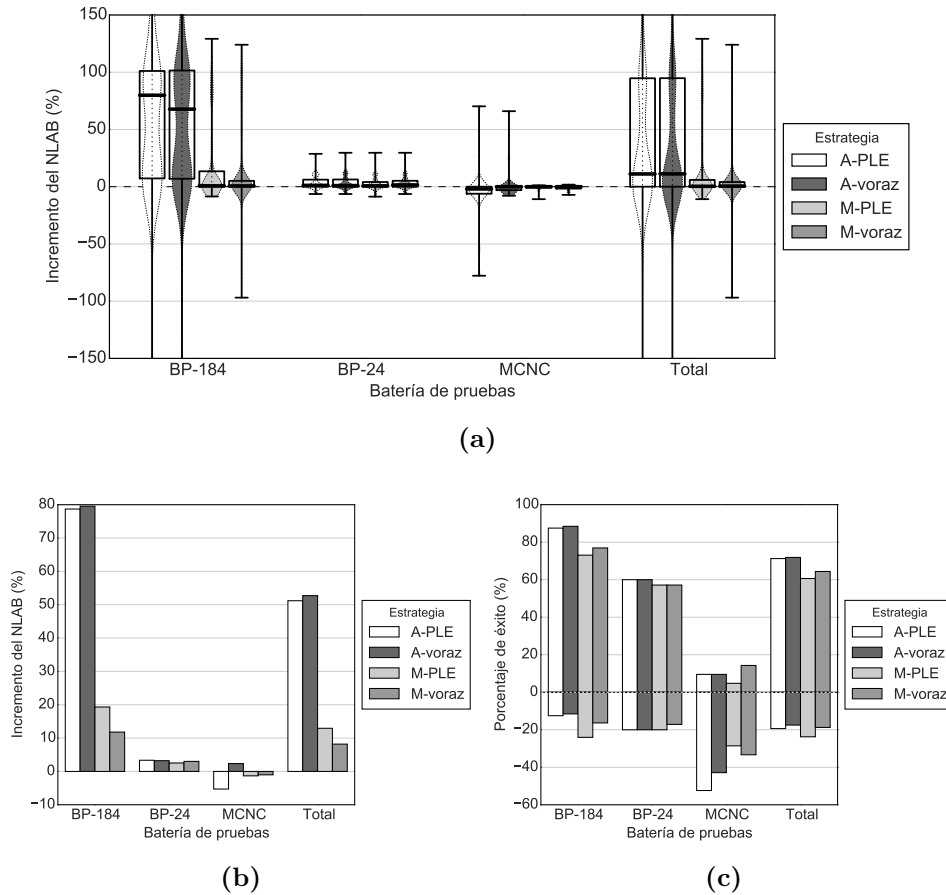 150
100
50
0
−50
−100
−150
Incremento del NLAB (%)
BP-184 BP-24 MCNC Total
Batería de pruebas
Estrategia
A-PLE
A-voraz
M-PLE
M-voraz
(a)
80
70
60
50
40
30
20
10
0
−10
Incremento del NLAB (%)
BP-184 BP-24 MCNC Total
Batería de pruebas
Estrategia
A-PLE
A-voraz
M-PLE
M-voraz
(b)
100
80
60
40
20
0
−20
−40
−60
Porcentaje de éxito (%)
BP-184 BP-24 MCNC Total
Batería de pruebas
Estrategia
A-PLE
A-voraz
M-PLE
M-voraz
(c)